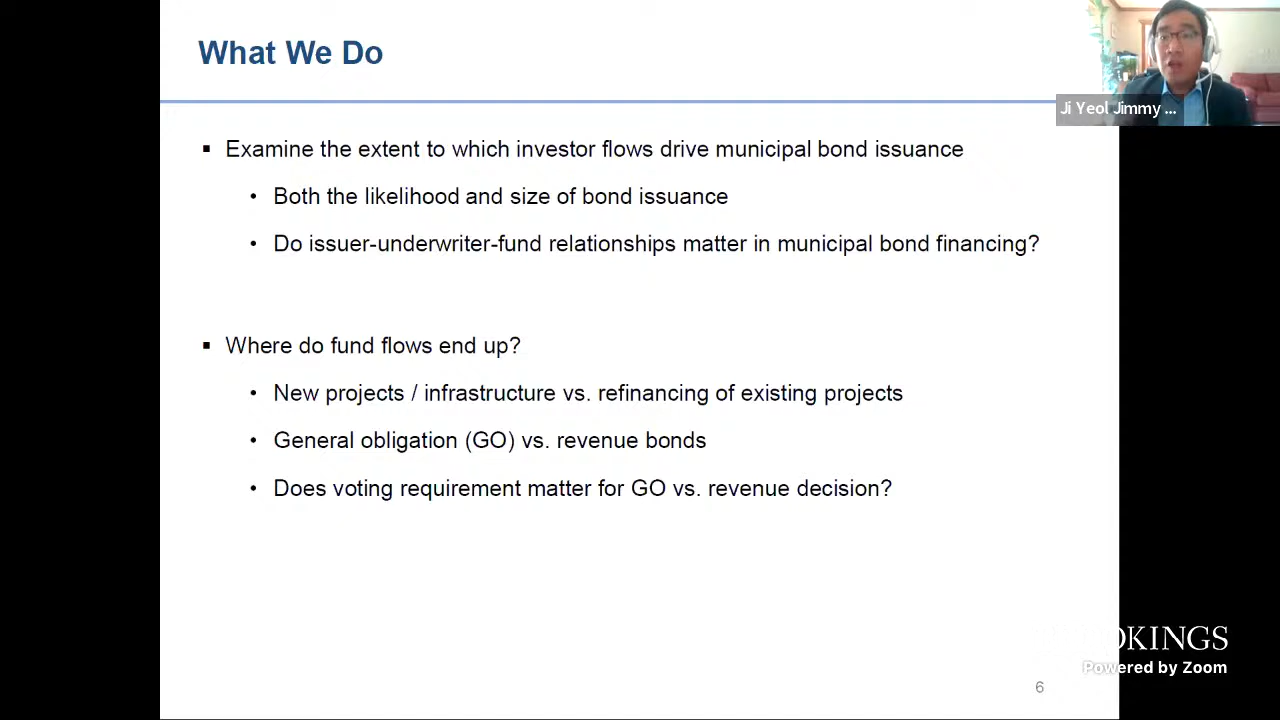 What We Do
Ji Yeol Jimmy ...
▪ Examine the extent to which investor flows drive municipal bond issuance
• Both the likelihood and size of bond issuance
• Do issuer-underwriter-fund relationships matter in municipal bond financing?
▪ Where do fund flows end up?
• New projects / infrastructure vs. refinancing of existing projects
• General obligation (GO) vs. revenue bonds
• Does voting requirement matter for GO vs. revenue decision?
OKINGS
Powered by Zoom
6